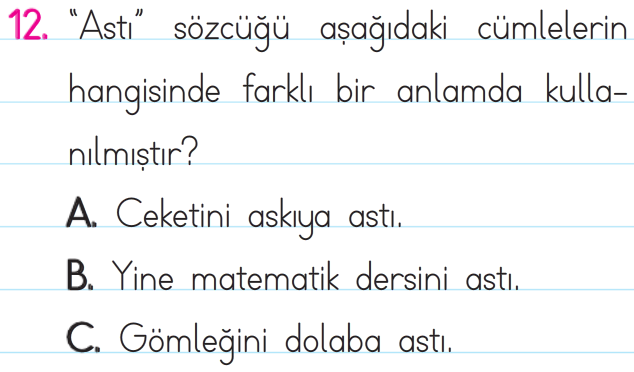 12. "Astı" sözcüğü aşağıdaki cümlelerin
hangisinde farklı bir anlamda kulla-
nılmıştır?
A. Ceketini askıya astı.
B. Yine matematik dersini astı.
C. Gömleğini dolaba astı.